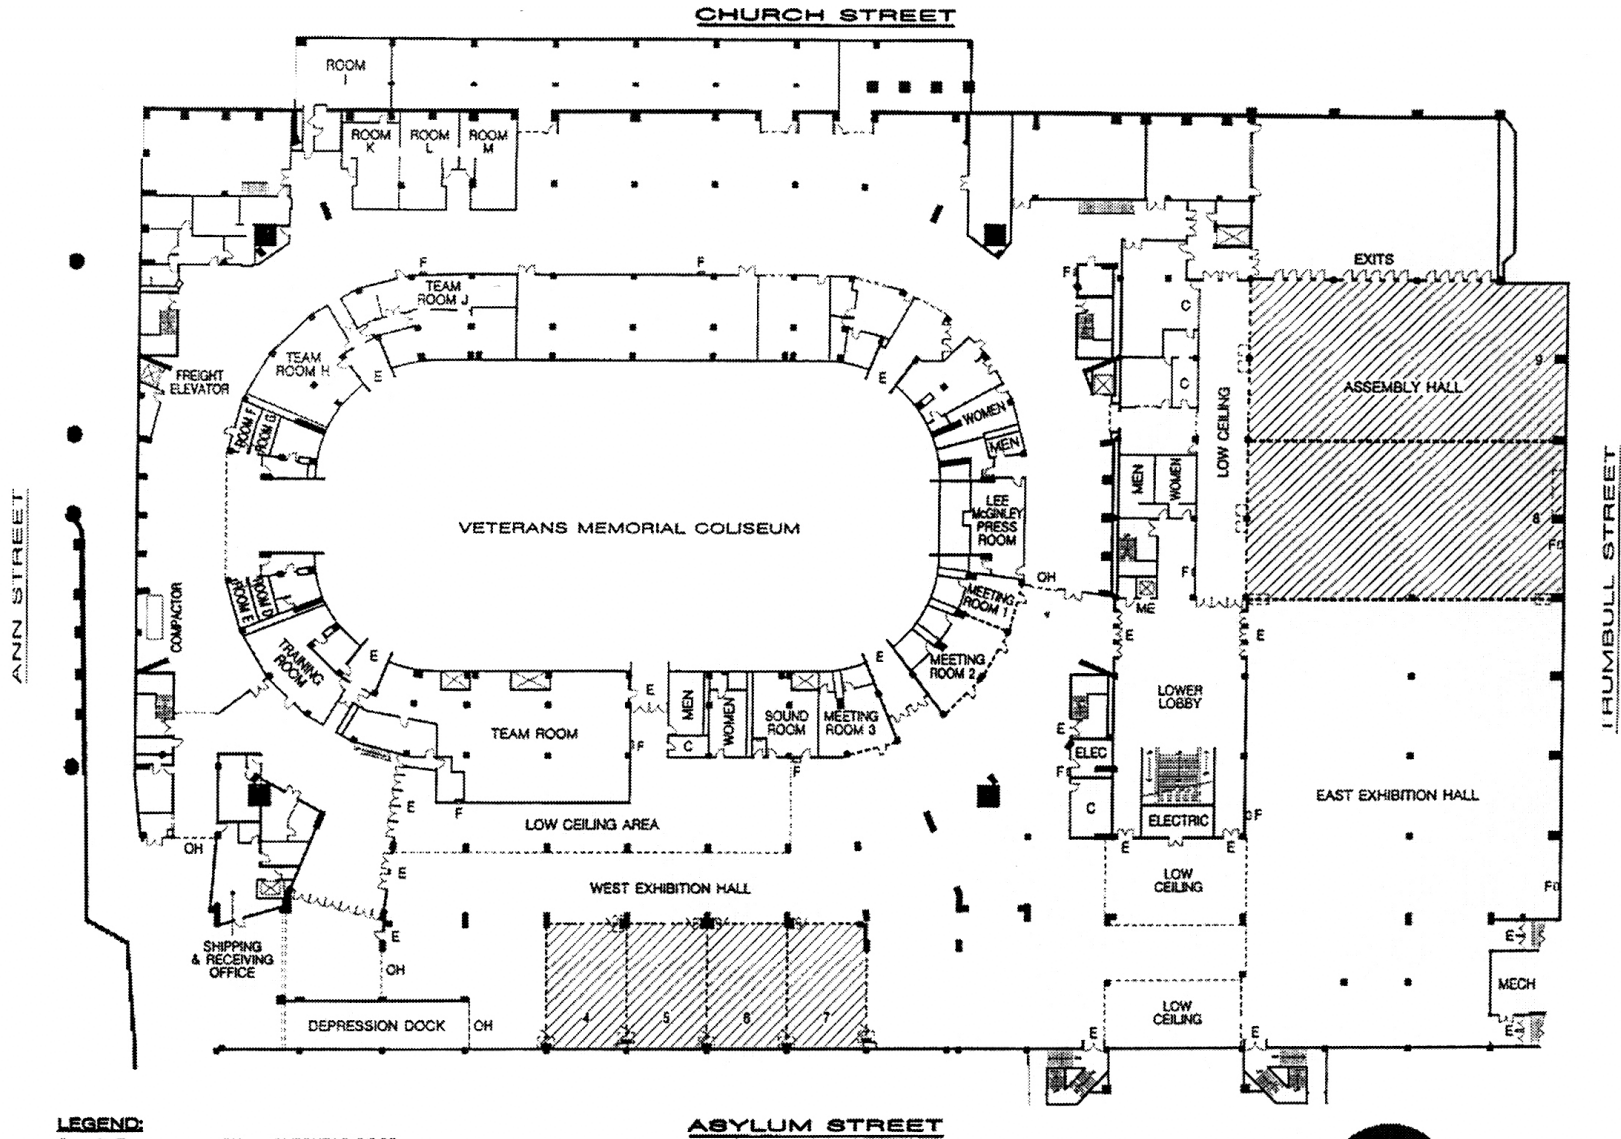 CHURCH STREET
ROOM
I
ROOM
K
ROOM
L
ROOM
M
EXITS
F
F
F
TEAM
ROOM J
C
TEAM
ROOM H
E
E
FREIGHT
ELEVATOR
C
9
ASSEMBLY HALL
LOW CEILING
ROOM F
ROOM G
WOMEN
MEN
MEN
WOMEN
ANN STREET
VETERANS MEMORIAL COLISEUM
LEE
McGINLEY
PRESS
ROOM
8
F
TRUMBULL STREET
F
OH
ROOM E
ROOM D
MEETING
ROOM 1
ME
COMPACTOR
E
E
TRAINING
ROOM
E
E
MEETING
ROOM 2
E
MEN
WOMEN
LOWER
LOBBY
SOUND
ROOM
MEETING
ROOM 3
TEAM ROOM
E
F
C
ELEC
F
F
EAST EXHIBITION HALL
E
F
C
ELECTRIC
F
LOW CEILING AREA
OH
E
E
E
WEST EXHIBITION HALL
LOW
CEILING
F
SHIPPING
& RECEIVING
OFFICE
E
E
OH
MECH
4
5
6
7
DEPRESSION DOCK
OH
LOW
CEILING
E
E
E
LEGEND:
ASYLUM STREET